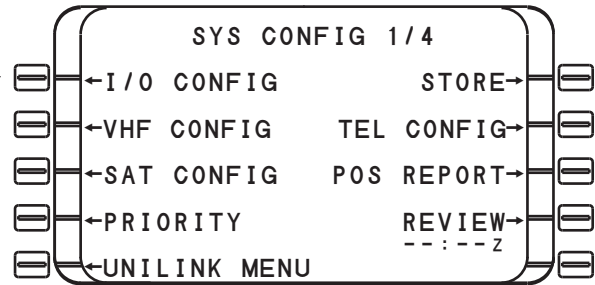 SYS CONFIG 1/4
←I/O CONFIG STORE→
←VHF CONFIG TEL CONFIG→
←SAT CONFIG POS REPORT→
←PRIORITY REVIEW→
--:--Z
←UNILINK MENU